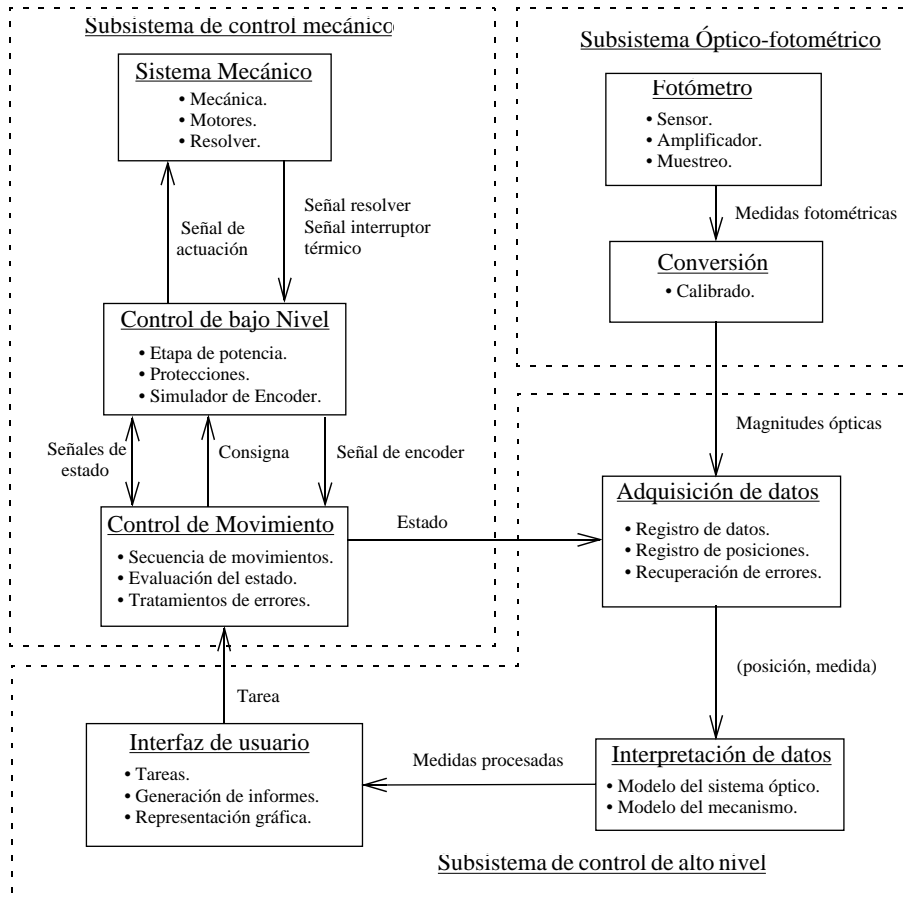 Subsistema de control mecánico
Sistema Mecánico
• Mecánica.
• Motores.
• Resolver.
Señal de
actuación
Señal resolver
Señal interruptor
térmico
Control de bajo Nivel
• Etapa de potencia.
• Protecciones.
• Simulador de Encoder.
Señales de
estado
Consigna
Señal de encoder
Control de Movimiento
• Secuencia de movimientos.
• Evaluación del estado.
• Tratamientos de errores.
Subsistema Óptico-fotométrico
Fotómetro
• Sensor.
• Amplificador.
• Muestreo.
Medidas fotométricas
Conversión
• Calibrado.
Magnitudes ópticas
Estado
Adquisición de datos
• Registro de datos.
• Registro de posiciones.
• Recuperación de errores.
(posición, medida)
Tarea
Interfaz de usuario
• Tareas.
• Generación de informes.
• Representación gráfica.
Medidas procesadas
Interpretación de datos
• Modelo del sistema óptico.
• Modelo del mecanismo.
Subsistema de control de alto nivel